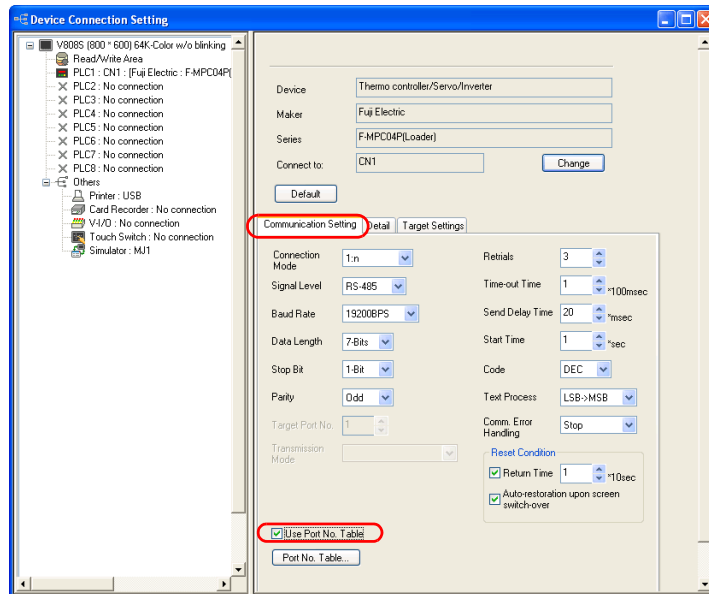 Device Connection Setting
V808S (800 * 600) 64K-Color w/o blinking
Read/Write Area
PLC1 : CN1 : [Fuji Electric : F-MPC04P(
PLC2 : No connection
PLC3 : No connection
PLC4 : No connection
PLC5 : No connection
PLC6 : No connection
PLC7 : No connection
PLC8 : No connection
Others
Printer : USB
Card Recorder : No connection
V-I/O : No connection
Touch Switch : No connection
Simulator : MJ1
Device Thermo controller/Servo/Inverter
Maker Fuji Electric
Series F-MPC04P(Loader)
Connect to: CN1 Change
Default
Communication Setting Detail Target Settings
Connection Mode 1:n
Signal Level RS-485
Baud Rate 19200BPS
Data Length 7-Bits
Stop Bit 1-Bit
Parity Odd
Target Port No. 1
Transmission Mode
Retrials 3
Time-out Time 1 *100msec
Send Delay Time 20 *msec
Start Time 1 *sec
Code DEC
Text Process LSB->MSB
Comm. Error Handling Stop
Reset Condition
Return Time 1 *10sec
Auto-restoration upon screen
switch-over
Use Port No. Table
Port No. Table...